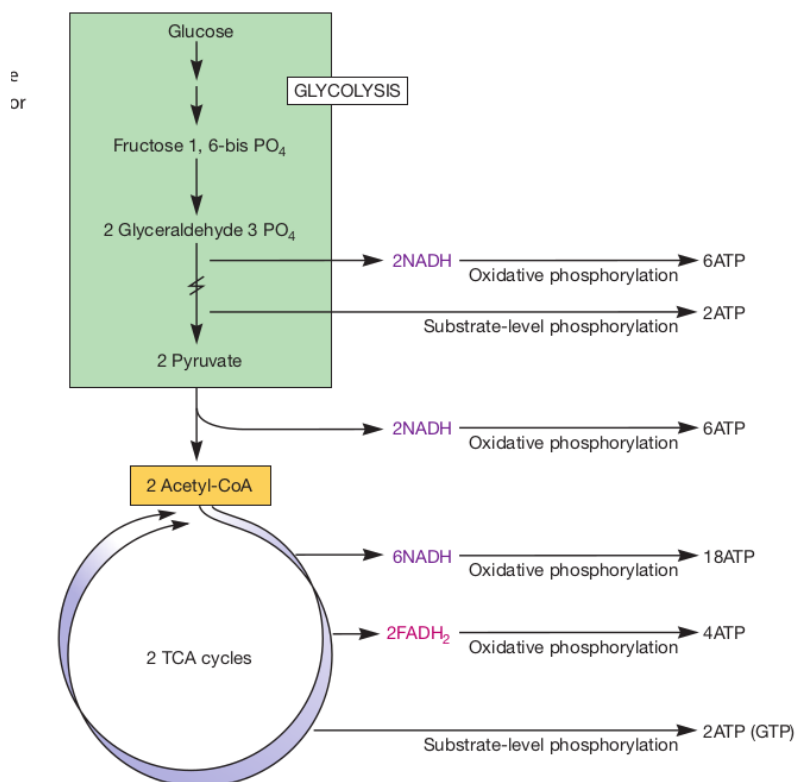 Glucose
e
or
GLYCOLYSIS
Fructose 1, 6-bis PO₄
2 Glyceraldehyde 3 PO₄
2NADH
Oxidative phosphorylation
6ATP
Substrate-level phosphorylation
2ATP
2 Pyruvate
2NADH
Oxidative phosphorylation
6ATP
2 Acetyl-CoA
6NADH
Oxidative phosphorylation
18ATP
2 TCA cycles
2FADH₂
Oxidative phosphorylation
4ATP
Substrate-level phosphorylation
2ATP (GTP)